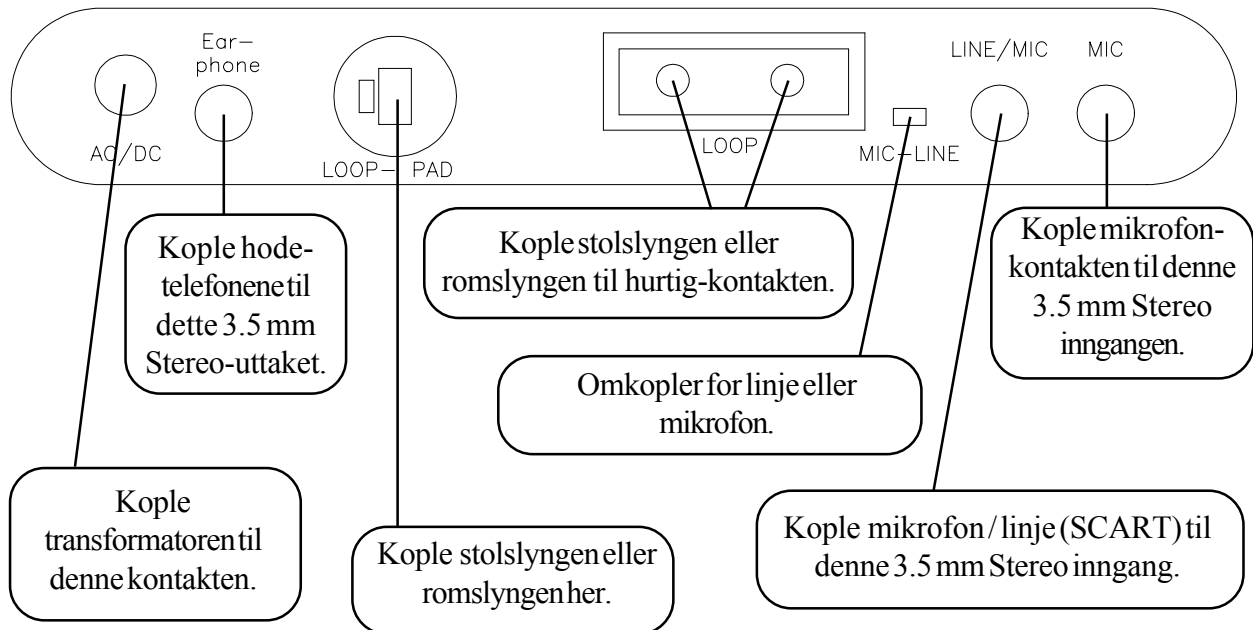 Ear-
phone
LINE/MIC
MIC
AC/DC
LOOP- PAD
LOOP
MIC-LINE
Kople hode-
telefonene til
dette 3.5 mm
Stereo-uttaket.
Kople stolslyngen eller
romslyngen til hurtig-kontakten.
Kople mikrofon-
kontakten til denne
3.5 mm Stereo
inngangen.
Omkopler for linje eller
mikrofon.
Kople
transformatoren til
denne kontakten.
Kople stolslyngen eller
romslyngen her.
Kople mikrofon / linje (SCART) til
denne 3.5 mm Stereo inngang.